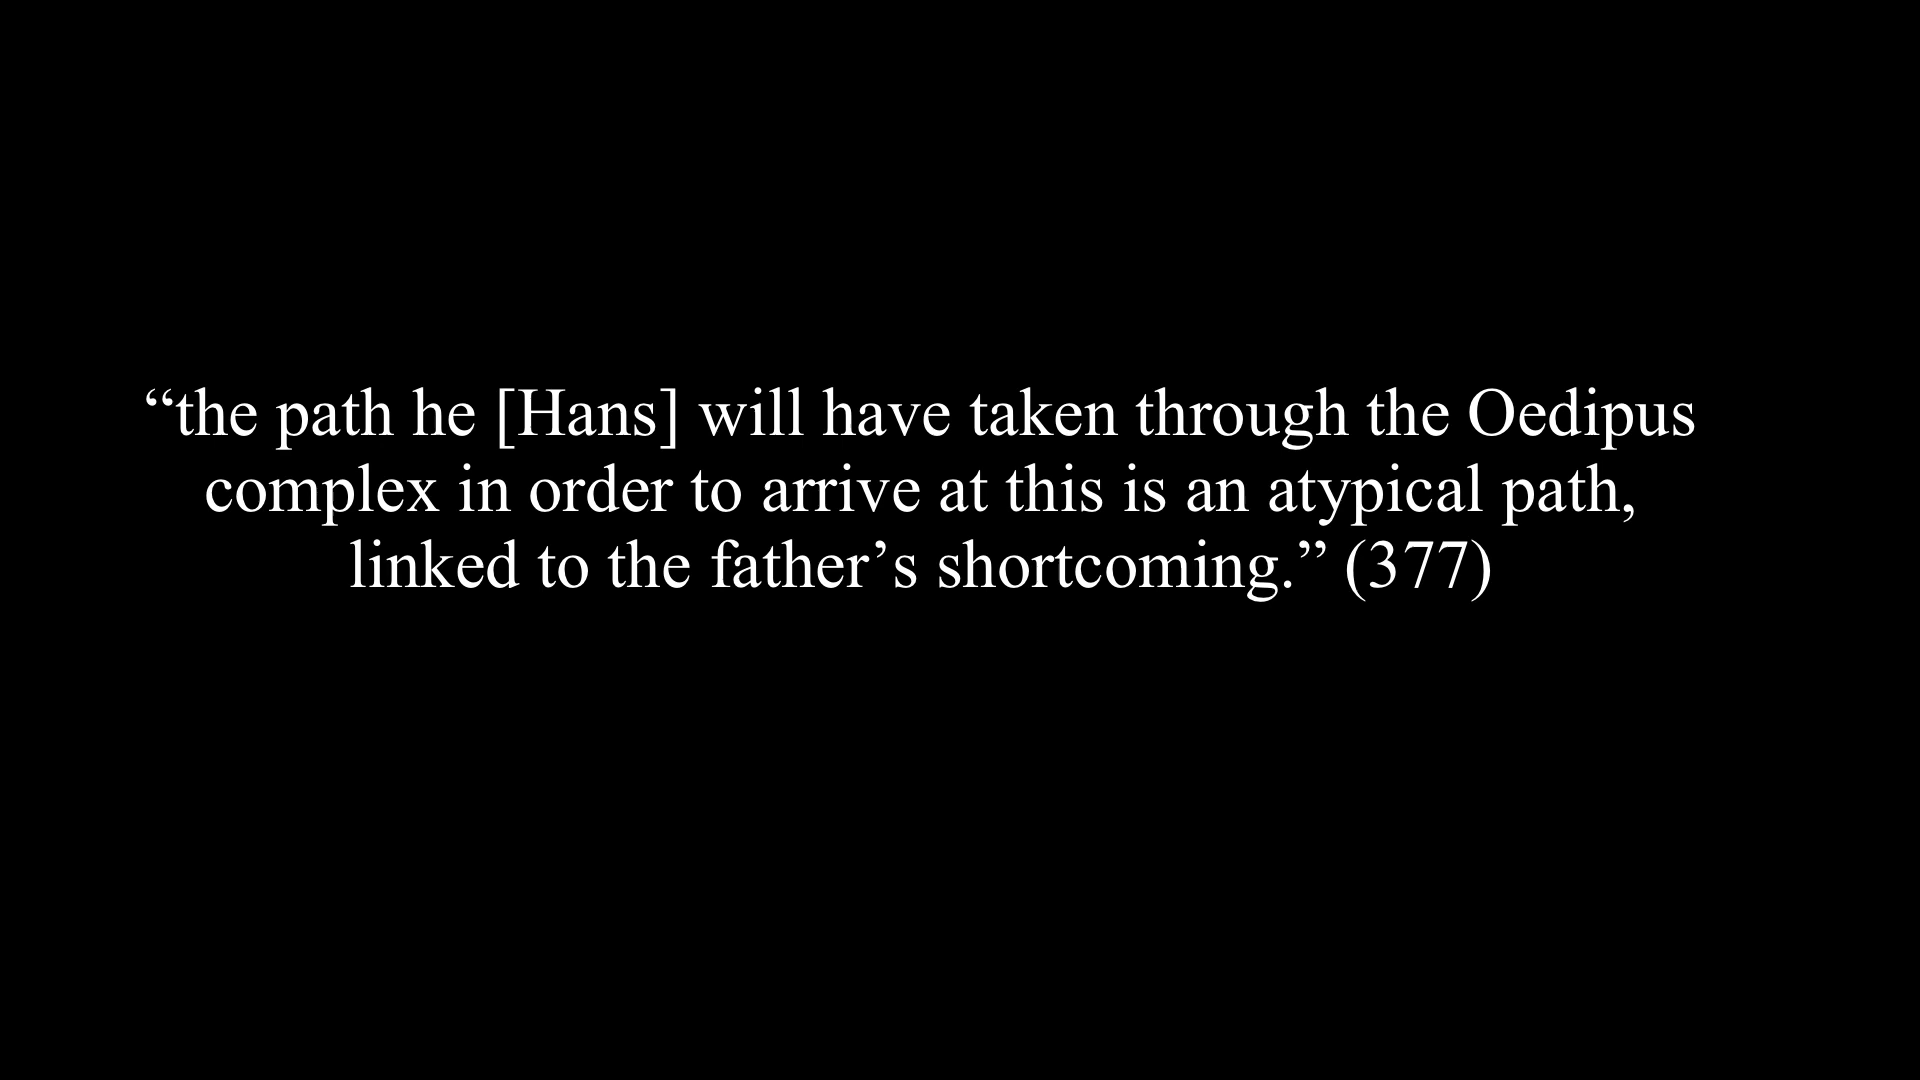 “the path he [Hans] will have taken through the Oedipus
complex in order to arrive at this is an atypical path,
linked to the father’s shortcoming.” (377)